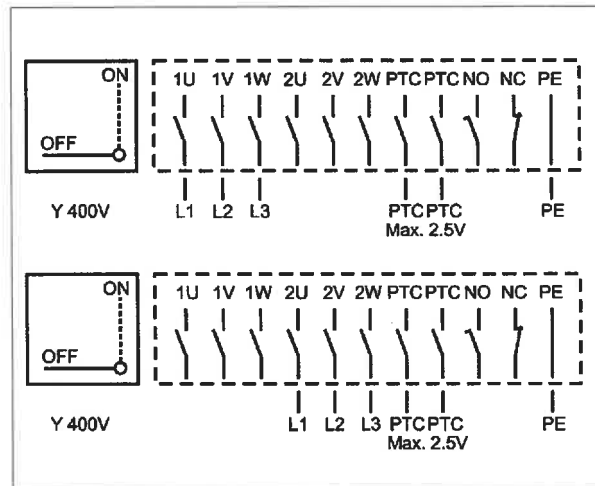 ON
OFF
1U 1V 1W 2U 2V 2W PTC PTC NO NC PE
Y 400V
L1 L2 L3 PTC PTC PE
Max. 2.5V
ON
OFF
1U 1V 1W 2U 2V 2W PTC PTC NO NC PE
Y 400V
L1 L2 L3 PTC PTC PE
Max. 2.5V